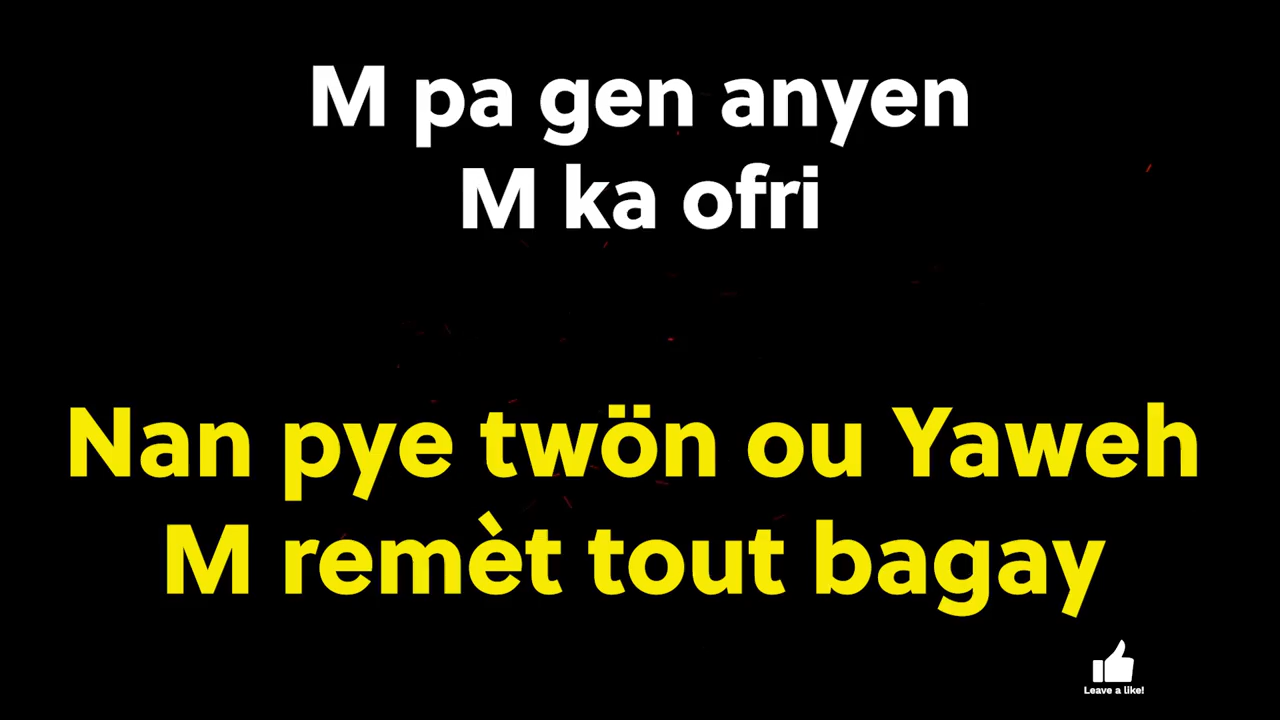 M pa gen anyen
M ka ofri
Nan pye twön ou Yaweh
M remèt tout bagay
Leave a like!